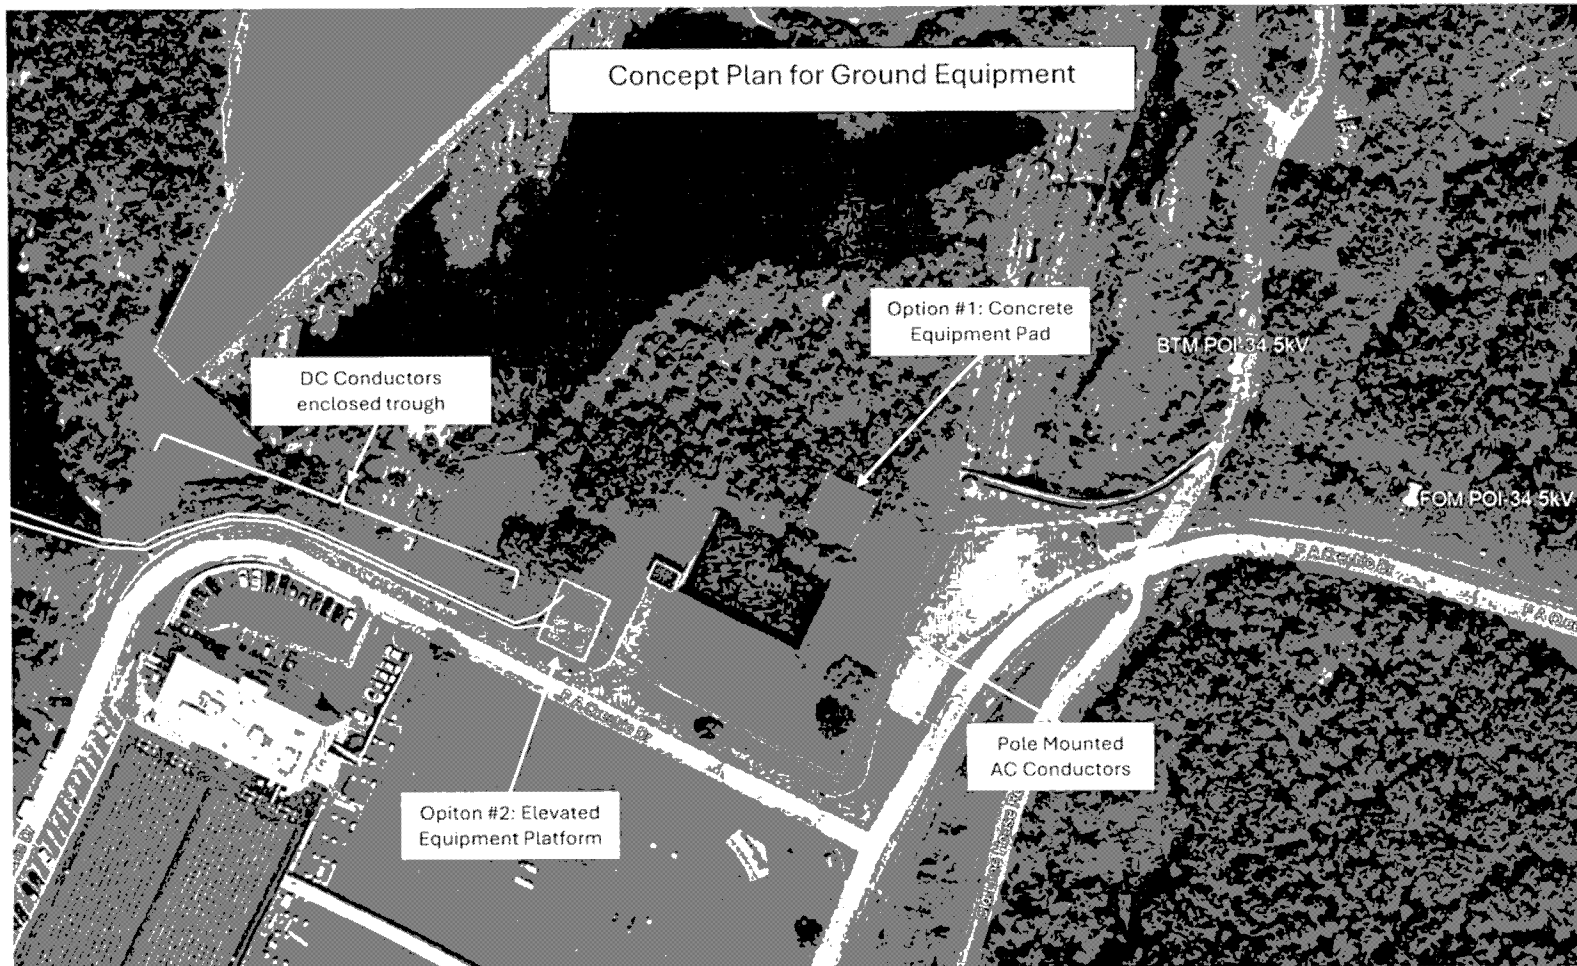 Concept Plan for Ground Equipment
Option #1: Concrete
Equipment Pad
BTM POI-34.5kV
DC Conductors
enclosed trough
FOM POI-34.5kV
Pole Mounted
AC Conductors
Opiton #2: Elevated
Equipment Platform